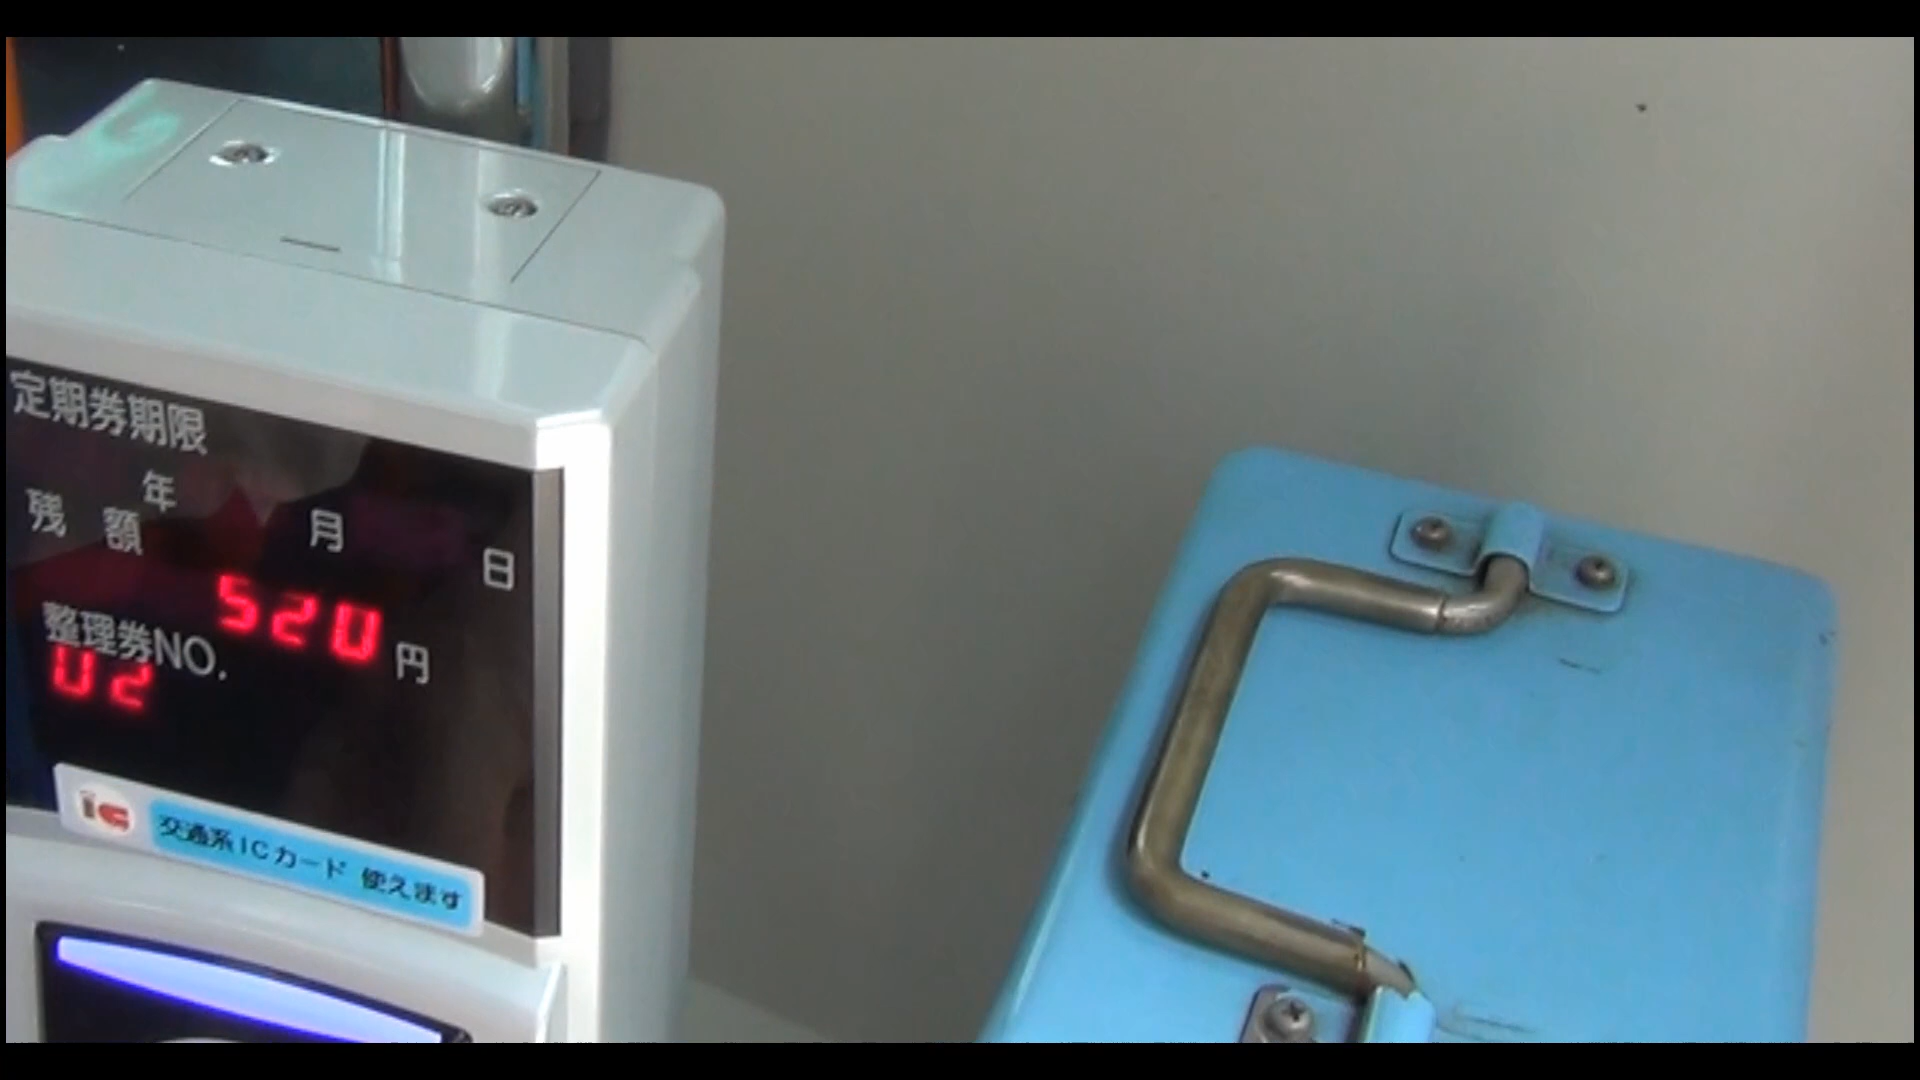 定期券期限
年 月 日
残 額
520 円
整理券NO.
02
ic 交通系ICカード 使えます